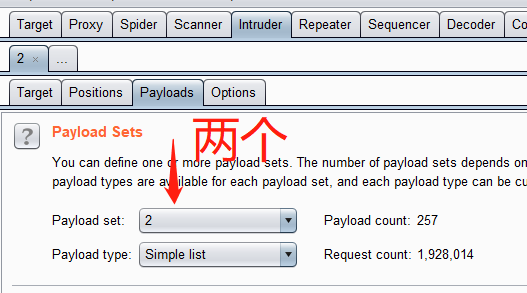 Target Proxy Spider Scanner Intruder Repeater Sequencer Decoder Co
2 × ...
Target Positions Payloads Options
? Payload Sets
两个
You can define one or more payload sets. The number of payload sets depends on
payload types are available for each payload set, and each payload type can be cu
Payload set: 2 Payload count: 257
Payload type: Simple list Request count: 1,928,014